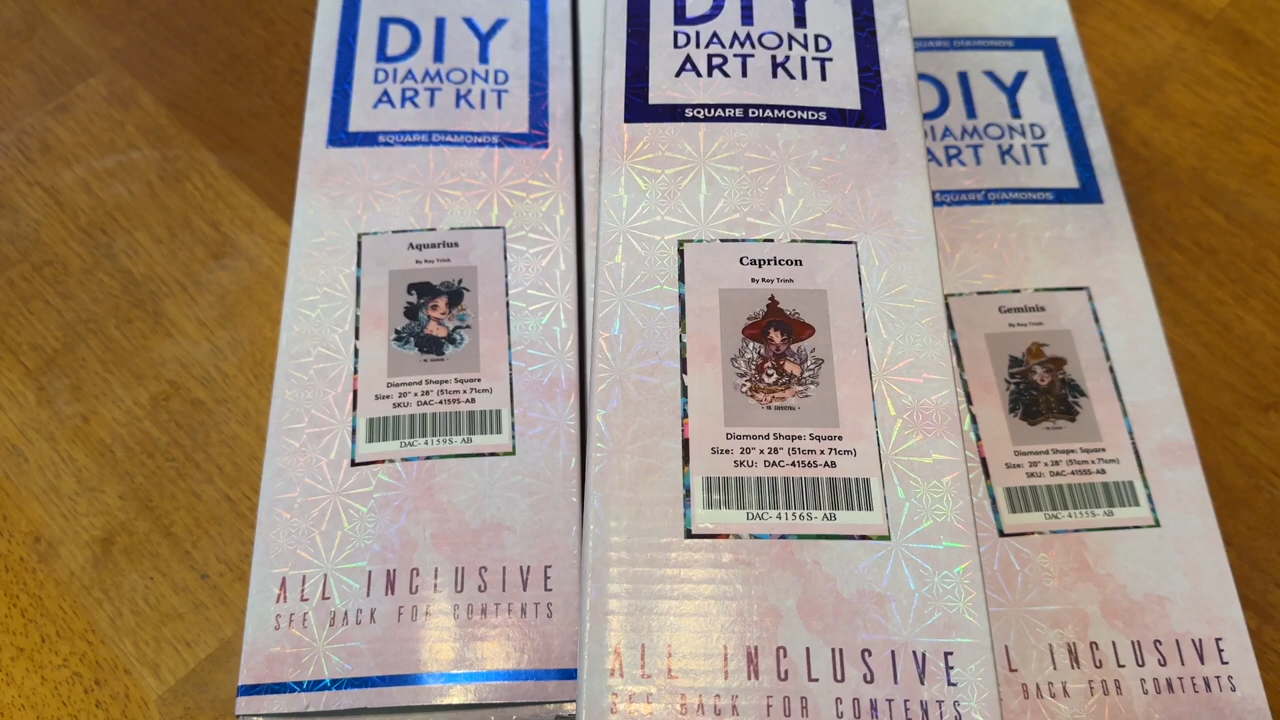 DIY
DIAMOND
ART KIT
SQUARE DIAMONDS
Aquarius
By Roy Trinh
Diamond Shape: Square
Size: 20" x 28" (51cm x 71cm)
SKU: DAC-4159S-AB
DAC- 4159S- AB
ALL INCLUSIVE
SEE BACK FOR CONTENTS
DIY
DIAMOND
ART KIT
SQUARE DIAMONDS
Capricon
By Roy Trinh
Diamond Shape: Square
Size: 20" x 28" (51cm x 71cm)
SKU: DAC-4156S-AB
DAC- 4156S- AB
ALL INCLUSIVE
SEE BACK FOR CONTENTS
SQUARE DIAMONDS
DIY
DIAMOND
ART KIT
SQUARE DIAMONDS
Geminis
By Roy Trinh
Diamond Shape: Square
Size: 20" x 28" (51cm x 71cm)
SKU: DAC-4155S-AB
DAC- 4155S- AB
L INCLUSIVE
BACK FOR CONTENTS